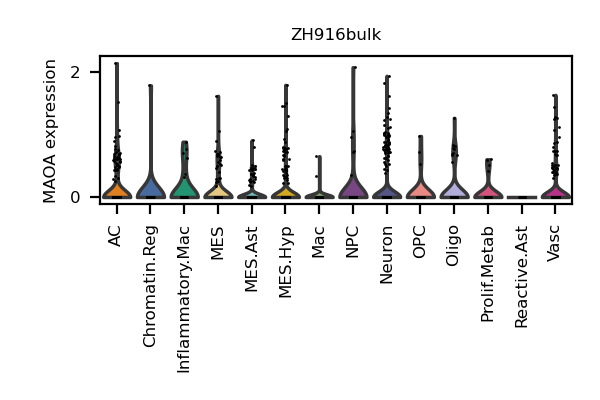 ZH916bulk
MAOA expression
2
0
AC
Chromatin.Reg
Inflammatory.Mac
MES
MES.Ast
MES.Hyp
Mac
NPC
Neuron
OPC
Oligo
Prolif.Metab
Reactive.Ast
Vasc